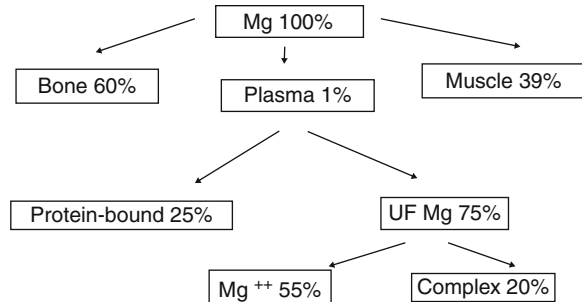 Mg 100%
Bone 60%
Plasma 1%
Muscle 39%
Protein-bound 25%
UF Mg 75%
Mg ++ 55%
Complex 20%